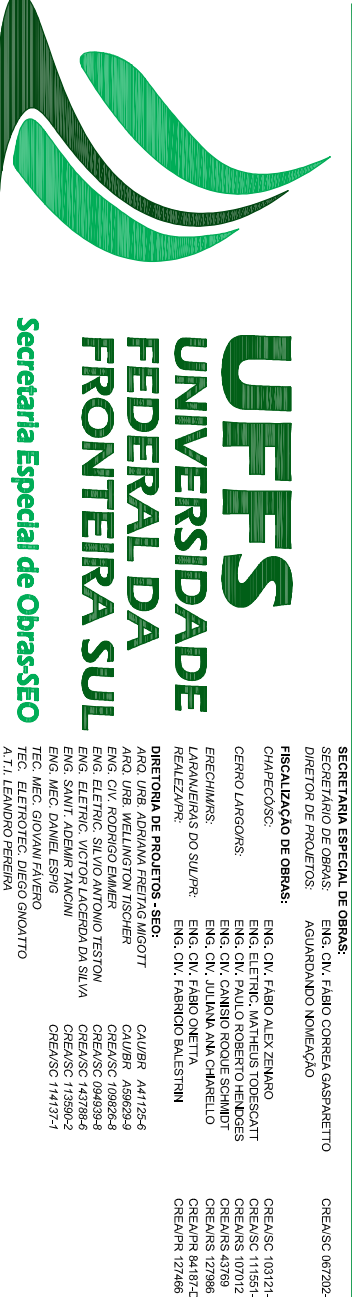 UFFS
UNIVERSIDADE
FEDERAL DA
FRONTEIRA SUL
Secretaria Especial de Obras-SEO
SECRETARIA ESPECIAL DE OBRAS:
SECRETÁRIO DE OBRAS: ENG. CIV. FÁBIO CORREA GASPARETTO CREA/SC 067202-
DIRETOR DE PROJETOS: AGUARDANDO NOMEAÇÃO
FISCALIZAÇÃO DE OBRAS:
CHAPECÓ/SC: ENG. CIV. FÁBIO ALEX ZENARO CREA/SC 103121-
ENG. ELETRIC. MATHEUS TODESCATT CREA/SC 111551-
CERRO LARGO/RS: ENG. CIV. PAULO ROBERTO HENDGES CREA/RS 107012
ENG. CIV. CANISIO ROQUE SCHMIDT CREA/RS 43769
ERECHIM/RS: ENG. CIV. JULIANA ANA CHIARELLO CREA/RS 127986
LARANJEIRAS DO SUL/PR: ENG. CIV. FÁBIO ONETTA CREA/PR 84187-D
REALEZA/PR: ENG. CIV. FABRICIO BALESTRIN CREA/PR 127466
DIRETORIA DE PROJETOS -SEO:
ARQ. URB. ADRIANA FREITAG MIGOTT CAU/BR A41125-6
ARQ. URB. WELLINGTON TISCHER CAU/BR A59629-9
ENG. CIV. RODRIGO EMMER CREA/SC 109826-8
ENG. ELETRIC. SILVIO ANTONIO TESTON CREA/SC 094939-8
ENG. ELETRIC. VICTOR LACERDA DA SILVA CREA/SC 143788-6
ENG. SANIT. ADEMIR TANCINI CREA/SC 113590-2
ENG. MEC. DANIEL ESPIG CREA/SC 114137-1
TEC. MEC. GIOVANI FÁVERO
TEC. ELETROTEC. DIEGO GNOATTO
A.T.I. LEANDRO PEREIRA